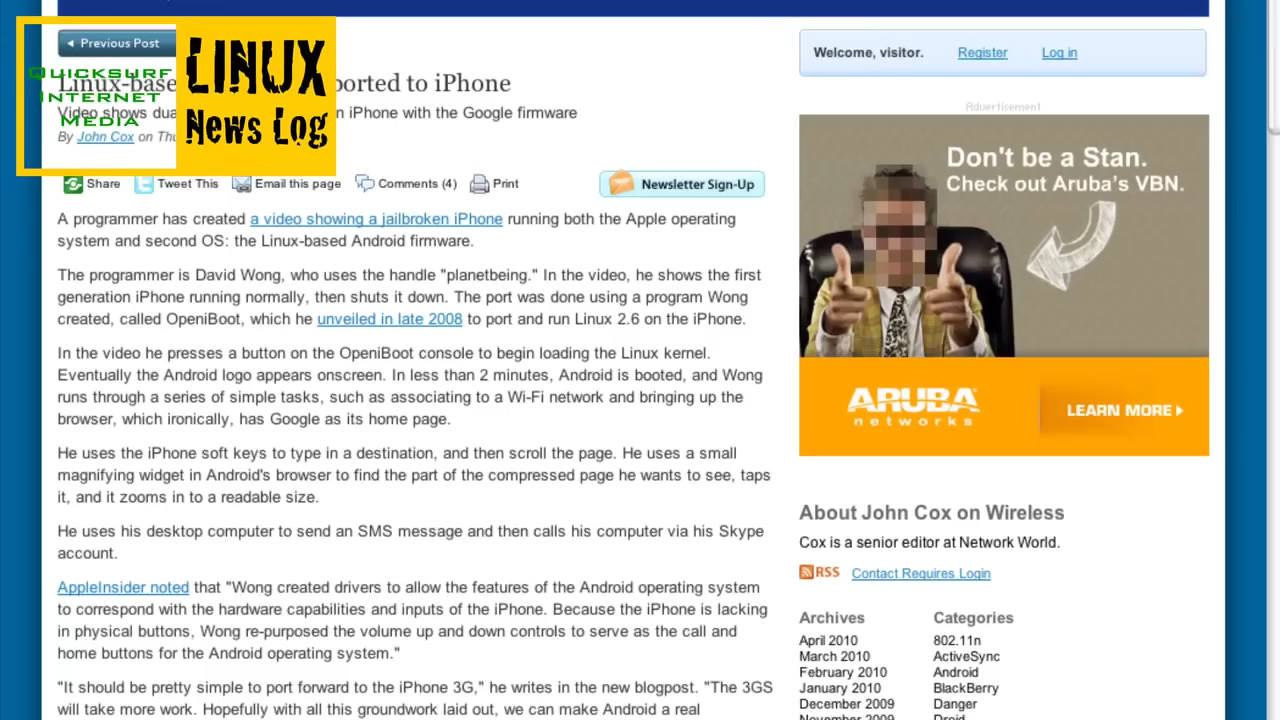 Previous Post
QUICKSURF
INTERNET
MEDIA
LINUX
News Log
Linux-bas ported to iPhone
Video shows dua n iPhone with the Google firmware
By John Cox on Thu
Share Tweet This Email this page Comments (4) Print Newsletter Sign-Up
A programmer has created a video showing a jailbroken iPhone running both the Apple operating
system and second OS: the Linux-based Android firmware.
The programmer is David Wong, who uses the handle "planetbeing." In the video, he shows the first
generation iPhone running normally, then shuts it down. The port was done using a program Wong
created, called OpeniBoot, which he unveiled in late 2008 to port and run Linux 2.6 on the iPhone.
In the video he presses a button on the OpeniBoot console to begin loading the Linux kernel.
Eventually the Android logo appears onscreen. In less than 2 minutes, Android is booted, and Wong
runs through a series of simple tasks, such as associating to a Wi-Fi network and bringing up the
browser, which ironically, has Google as its home page.
He uses the iPhone soft keys to type in a destination, and then scroll the page. He uses a small
magnifying widget in Android's browser to find the part of the compressed page he wants to see, taps
it, and it zooms in to a readable size.
He uses his desktop computer to send an SMS message and then calls his computer via his Skype
account.
AppleInsider noted that "Wong created drivers to allow the features of the Android operating system
to correspond with the hardware capabilities and inputs of the iPhone. Because the iPhone is lacking
in physical buttons, Wong re-purposed the volume up and down controls to serve as the call and
home buttons for the Android operating system."
"It should be pretty simple to port forward to the iPhone 3G," he writes in the new blogpost. "The 3GS
will take more work. Hopefully with all this groundwork laid out, we can make Android a real
Welcome, visitor. Register Log in
Advertisement
Don't be a Stan.
Check out Aruba's VBN.
ARUBA
networks
LEARN MORE
About John Cox on Wireless
Cox is a senior editor at Network World.
RSS Contact Requires Login
Archives Categories
April 2010 802.11n
March 2010 ActiveSync
February 2010 Android
January 2010 BlackBerry
December 2009 Danger
November 2009 Droid